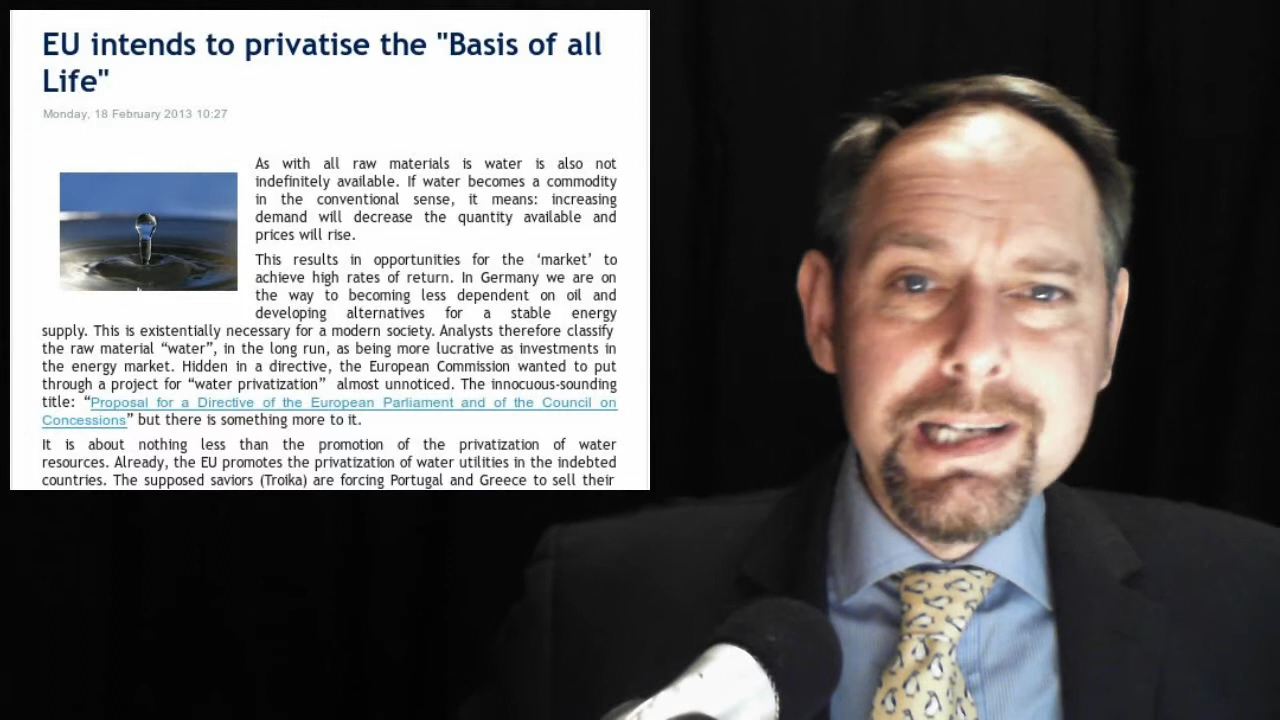 EU intends to privatise the "Basis of all
Life"
Monday, 18 February 2013 10:27
As with all raw materials is water is also not
indefinitely available. If water becomes a commodity
in the conventional sense, it means: increasing
demand will decrease the quantity available and
prices will rise.
This results in opportunities for the ‘market’ to
achieve high rates of return. In Germany we are on
the way to becoming less dependent on oil and
developing alternatives for a stable energy
supply. This is existentially necessary for a modern society. Analysts therefore classify
the raw material “water”, in the long run, as being more lucrative as investments in
the energy market. Hidden in a directive, the European Commission wanted to put
through a project for “water privatization” almost unnoticed. The innocuous-sounding
title: “Proposal for a Directive of the European Parliament and of the Council on
Concessions” but there is something more to it.
It is about nothing less than the promotion of the privatization of water
resources. Already, the EU promotes the privatization of water utilities in the indebted
countries. The supposed saviors (Troika) are forcing Portugal and Greece to sell their